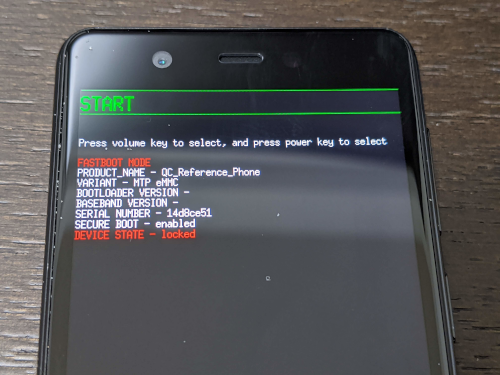 START
Press volume key to select, and press power key to select
FASTBOOT MODE
PRODUCT_NAME - QC_Reference_Phone
VARIANT - MTP eMMC
BOOTLOADER VERSION -
BASEBAND VERSION -
SERIAL NUMBER - 14d8ce51
SECURE BOOT - enabled
DEVICE STATE - locked